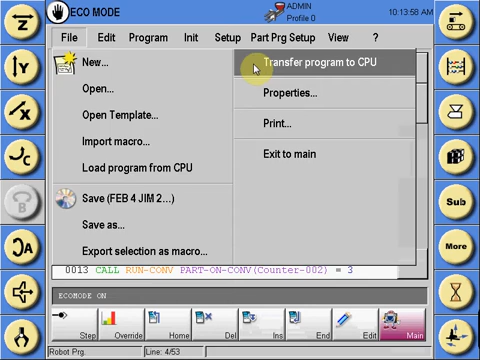 ECO MODE
ADMIN
Profile 0
10:13:58 AM
File Edit Program Init Setup Part Prg Setup View ?
New...
Open...
Open Template...
Import macro...
Load program from CPU
Save (FEB 4 JIM 2...)
Save as...
Export selection as macro...
Transfer program to CPU
Properties...
Print...
Exit to main
0013 CALL RUN-CONV PART-ON-CONV(Counter-002) = 3
ECOMODE ON
Step Override Home Del Ins End Edit Main
Robot Prg. Line: 4/53
Z
Y
X
C
B
A
C
Sub
More